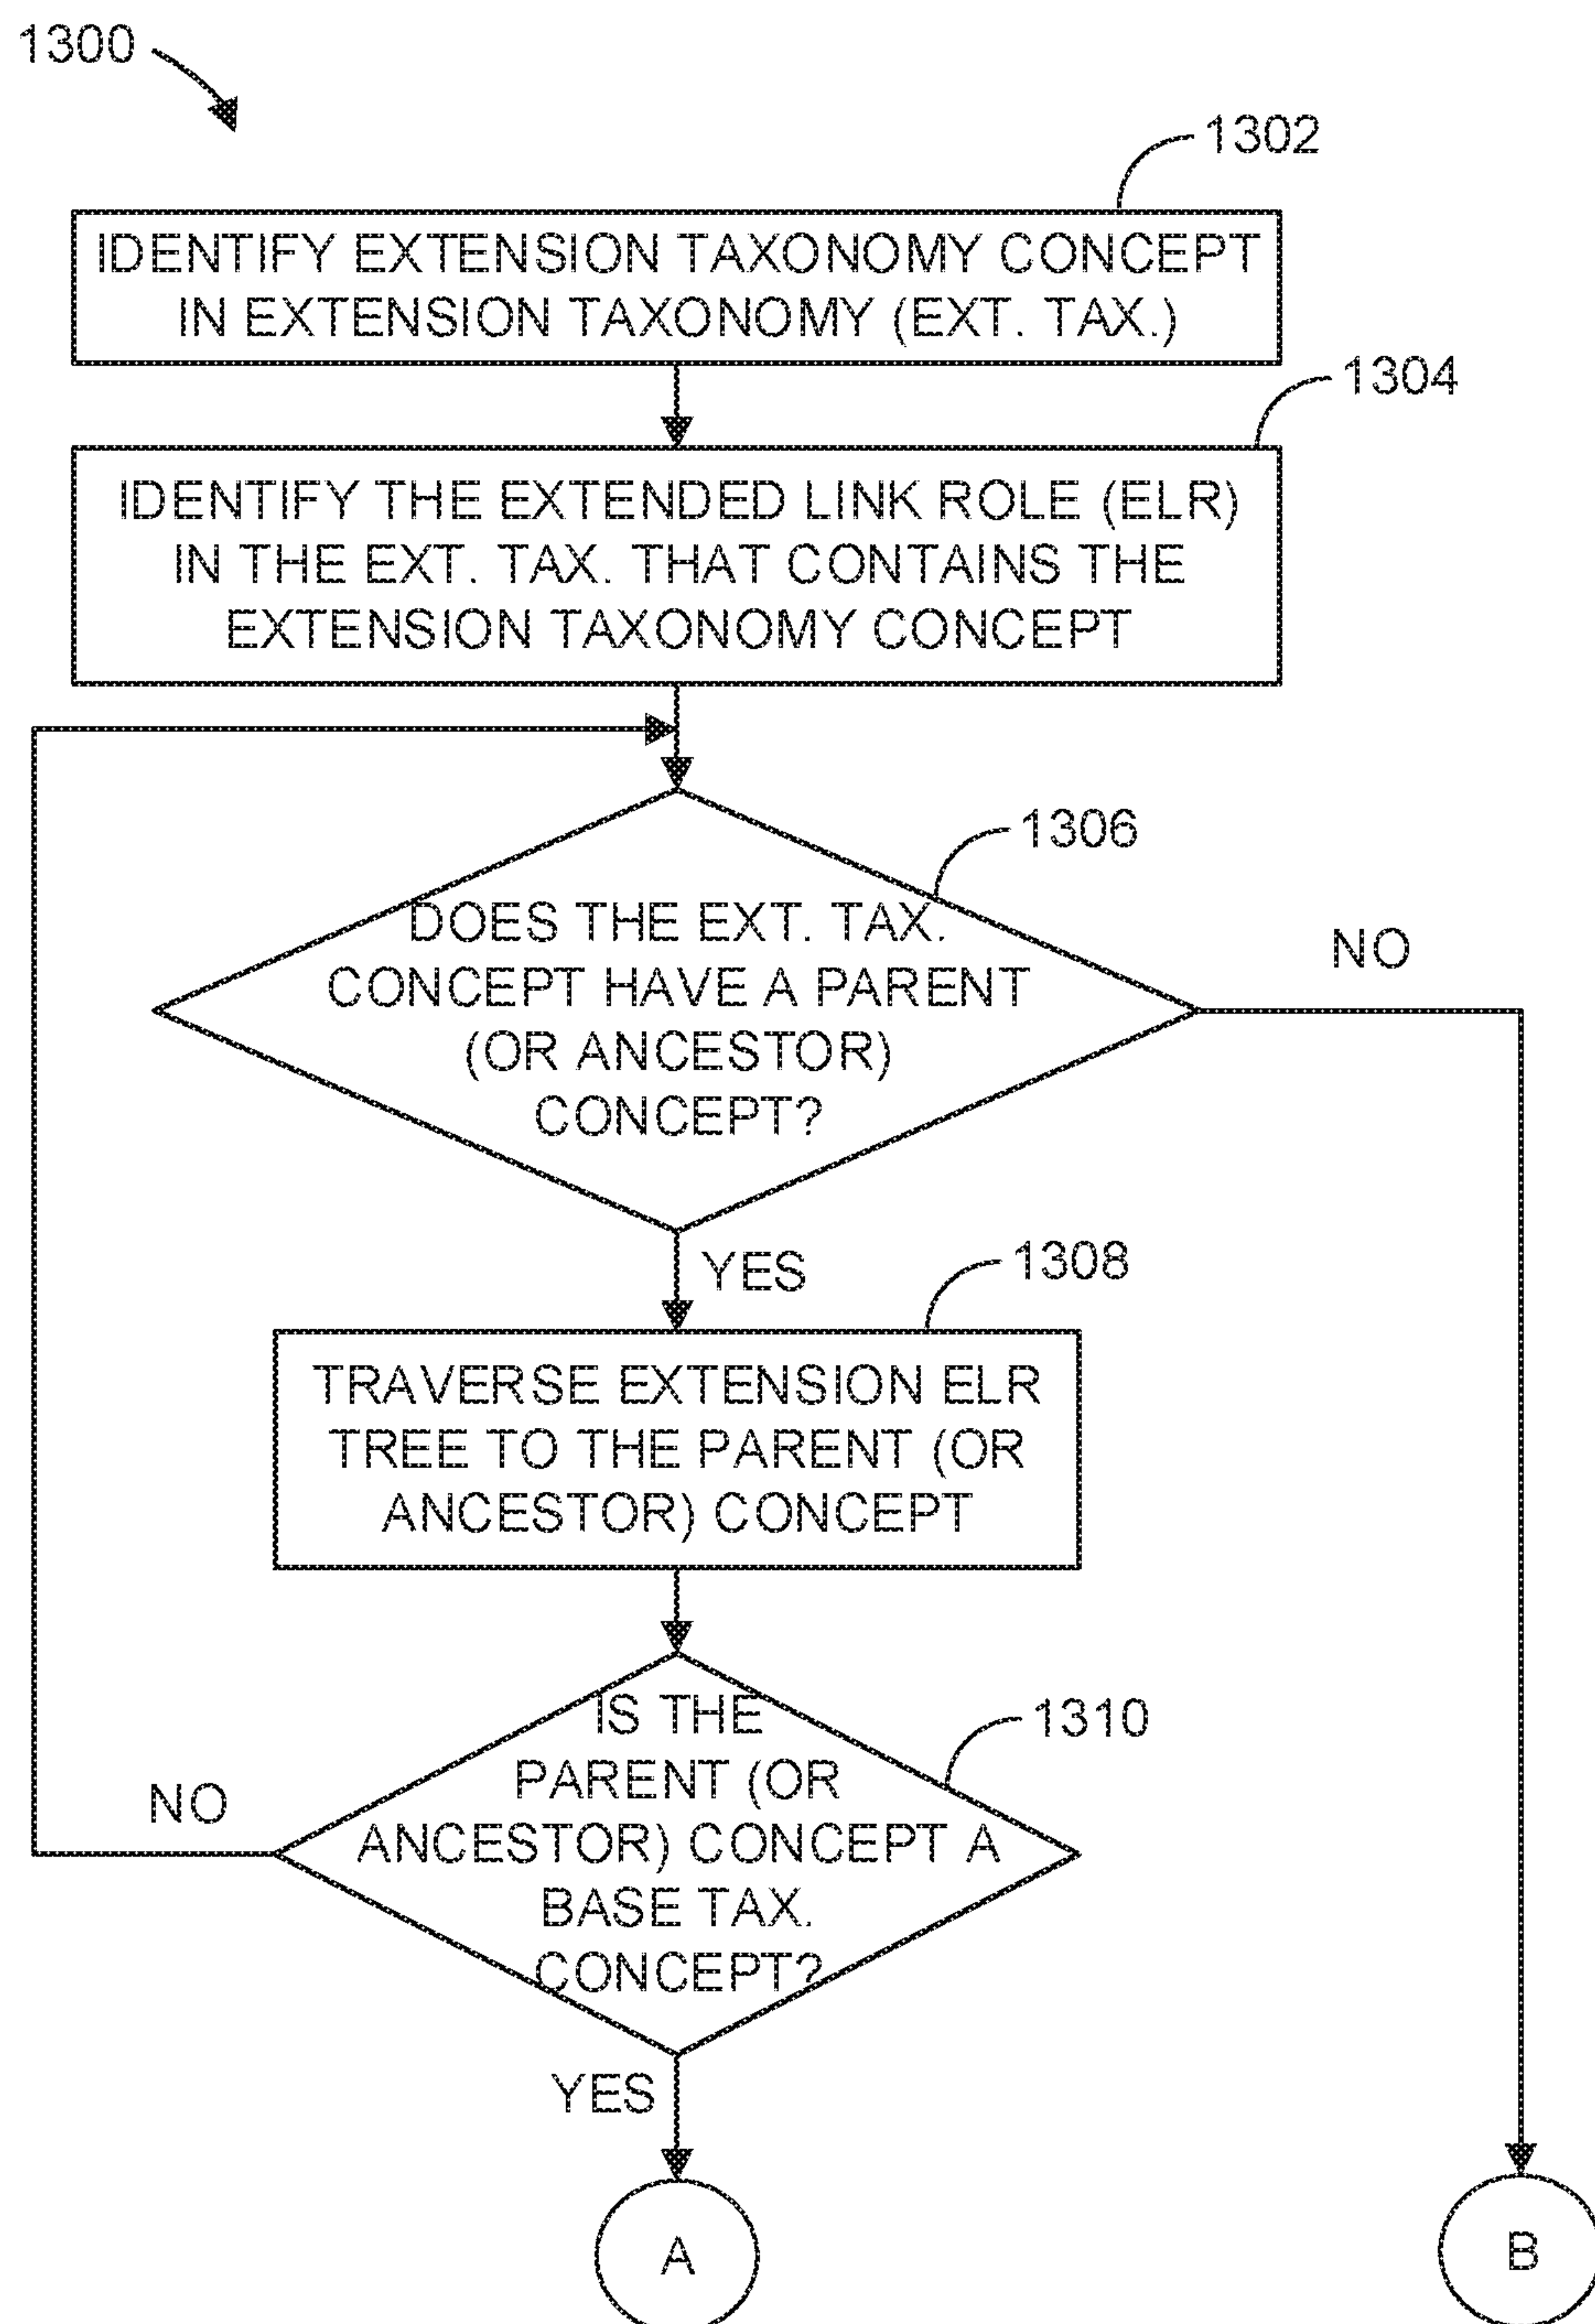 1300
1302
IDENTIFY EXTENSION TAXONOMY CONCEPT
IN EXTENSION TAXONOMY (EXT. TAX.)
1304
IDENTIFY THE EXTENDED LINK ROLE (ELR)
IN THE EXT. TAX. THAT CONTAINS THE
EXTENSION TAXONOMY CONCEPT
1306
DOES THE EXT. TAX.
CONCEPT HAVE A PARENT
(OR ANCESTOR)
CONCEPT?
NO
YES
1308
TRAVERSE EXTENSION ELR
TREE TO THE PARENT (OR
ANCESTOR) CONCEPT
1310
IS THE
PARENT (OR
ANCESTOR) CONCEPT A
BASE TAX.
CONCEPT?
NO
YES
A
B